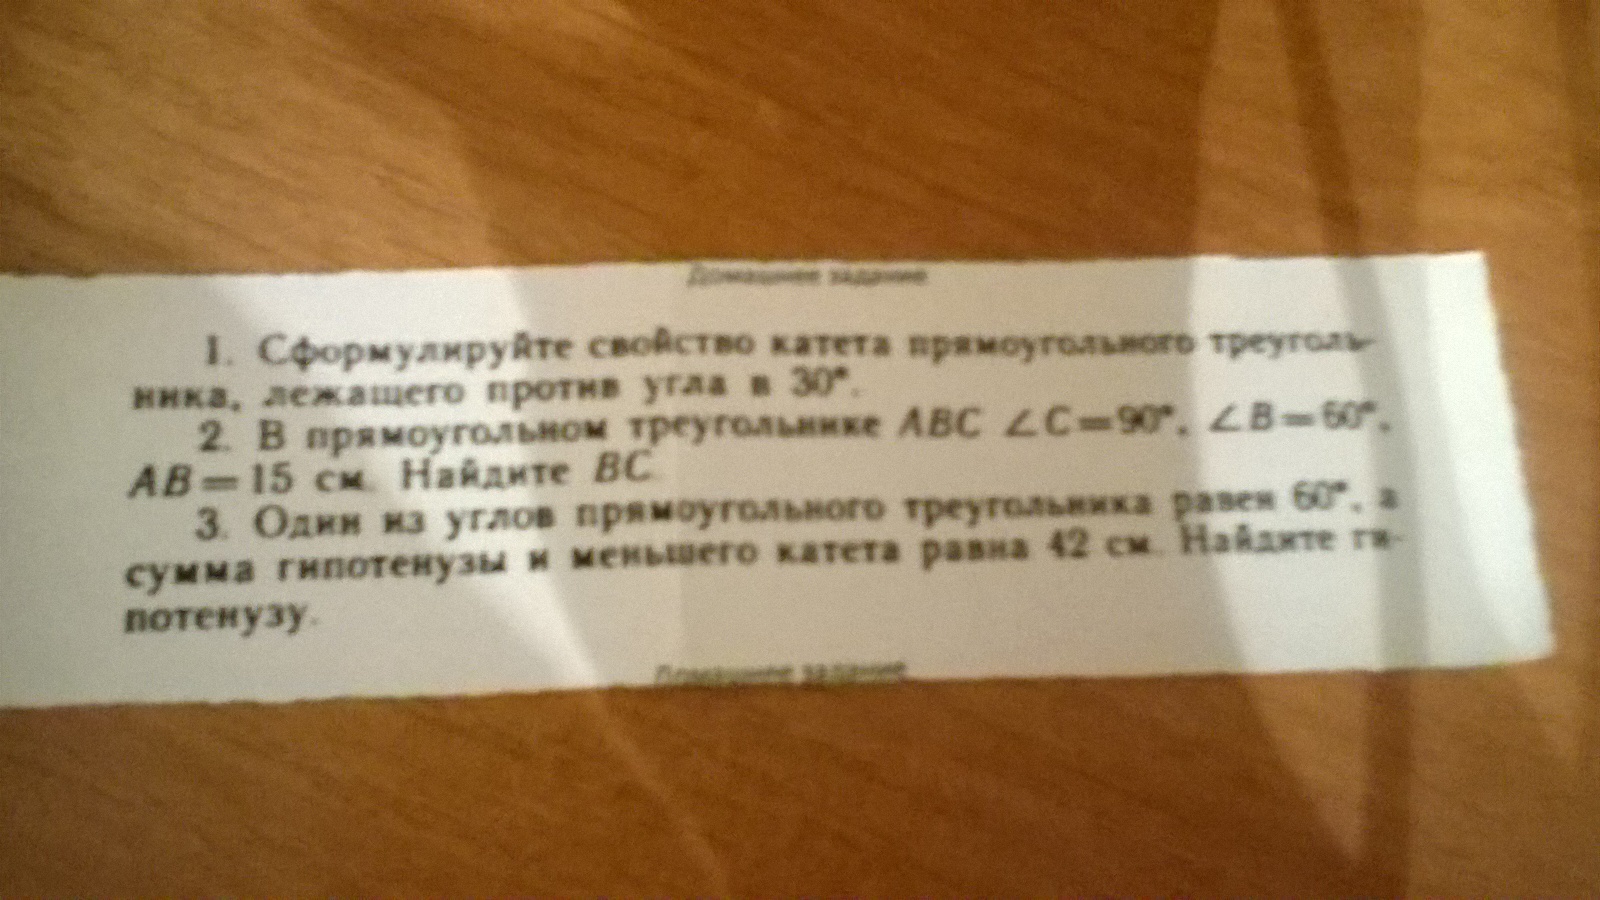 Домашнее задание
1. Сформулируйте свойство катета прямоугольного треуголь-
ника, лежащего против угла в 30°.
2. В прямоугольном треугольнике ABC ∠C=90°, ∠B=60°,
AB=15 см. Найдите BC.
3. Один из углов прямоугольного треугольника равен 60°, а
сумма гипотенузы и меньшего катета равна 42 см. Найдите ги-
потенузу.
Домашнее задание